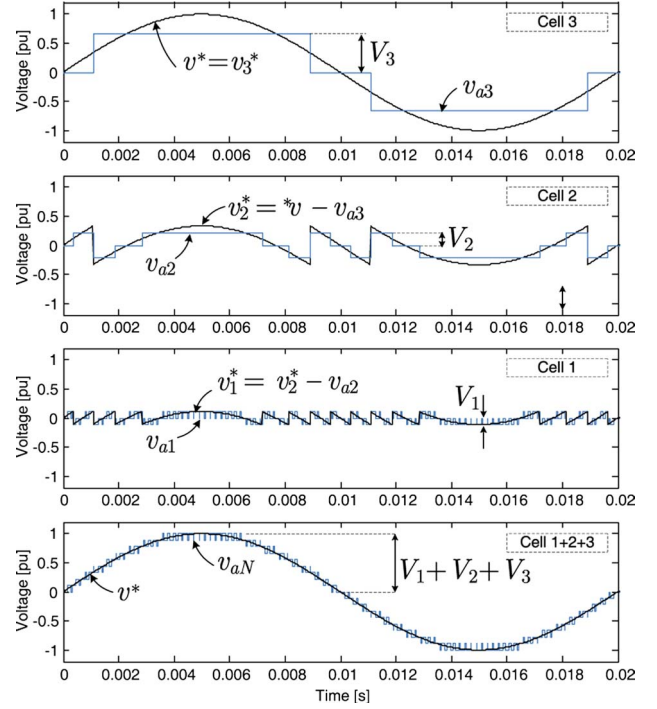 Cell 3
Voltage [pu]
1
0.5
0
-0.5
-1
v*=v₃*
V₃
vₐ₃
0 0.002 0.004 0.006 0.008 0.01 0.012 0.014 0.016 0.018 0.02
Cell 2
Voltage [pu]
1
0.5
0
-0.5
-1
v₂* = *v − vₐ₃
vₐ₂
V₂
0 0.002 0.004 0.006 0.008 0.01 0.012 0.014 0.016 0.018 0.02
Cell 1
Voltage [pu]
1
0.5
0
-0.5
-1
v₁* = v₂* − vₐ₂
vₐ₁
V₁
0 0.002 0.004 0.006 0.008 0.01 0.012 0.014 0.016 0.018 0.02
Cell 1+2+3
Voltage [pu]
1
0.5
0
-0.5
-1
v*
vₐN
V₁ + V₂ + V₃
0 0.002 0.004 0.006 0.008 0.01 0.012 0.014 0.016 0.018 0.02
Time [s]